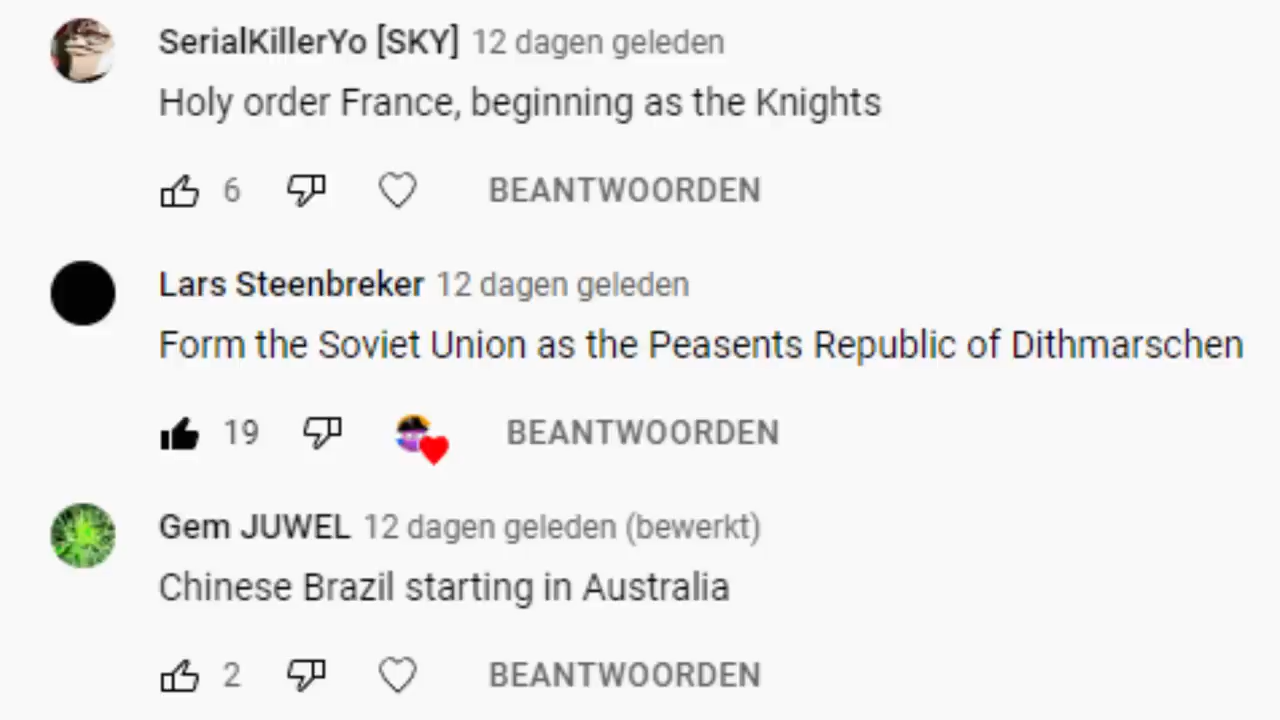 SerialKillerYo [SKY] 12 dagen geleden
Holy order France, beginning as the Knights
6 BEANTWOORDEN
Lars Steenbreker 12 dagen geleden
Form the Soviet Union as the Peasents Republic of Dithmarschen
19 BEANTWOORDEN
Gem JUWEL 12 dagen geleden (bewerkt)
Chinese Brazil starting in Australia
2 BEANTWOORDEN